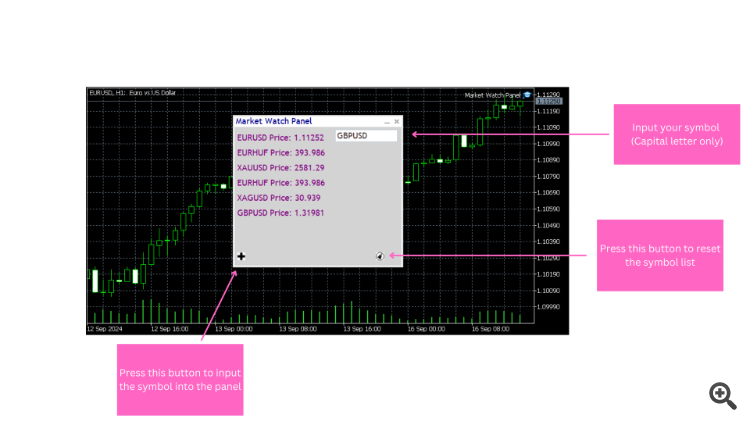 EURUSD, H1: Euro vs US Dollar
Market Watch Panel
1.11290
1.11250
1.11190
1.11090
1.10990
1.10890
1.10790
1.10690
1.10590
1.10490
1.10390
1.10290
1.10190
1.10090
1.09990
Market Watch Panel
EURUSD Price: 1.11252
GBPUSD
EURHUF Price: 393.986
XAUUSD Price: 2581.29
EURHUF Price: 393.986
XAGUSD Price: 30.939
GBPUSD Price: 1.31981
12 Sep 2024
12 Sep 16:00
13 Sep 00:00
13 Sep 08:00
13 Sep 16:00
16 Sep 00:00
16 Sep 08:00
Input your symbol
(Capital letter only)
Press this button to reset
the symbol list
Press this button to input
the symbol into the panel